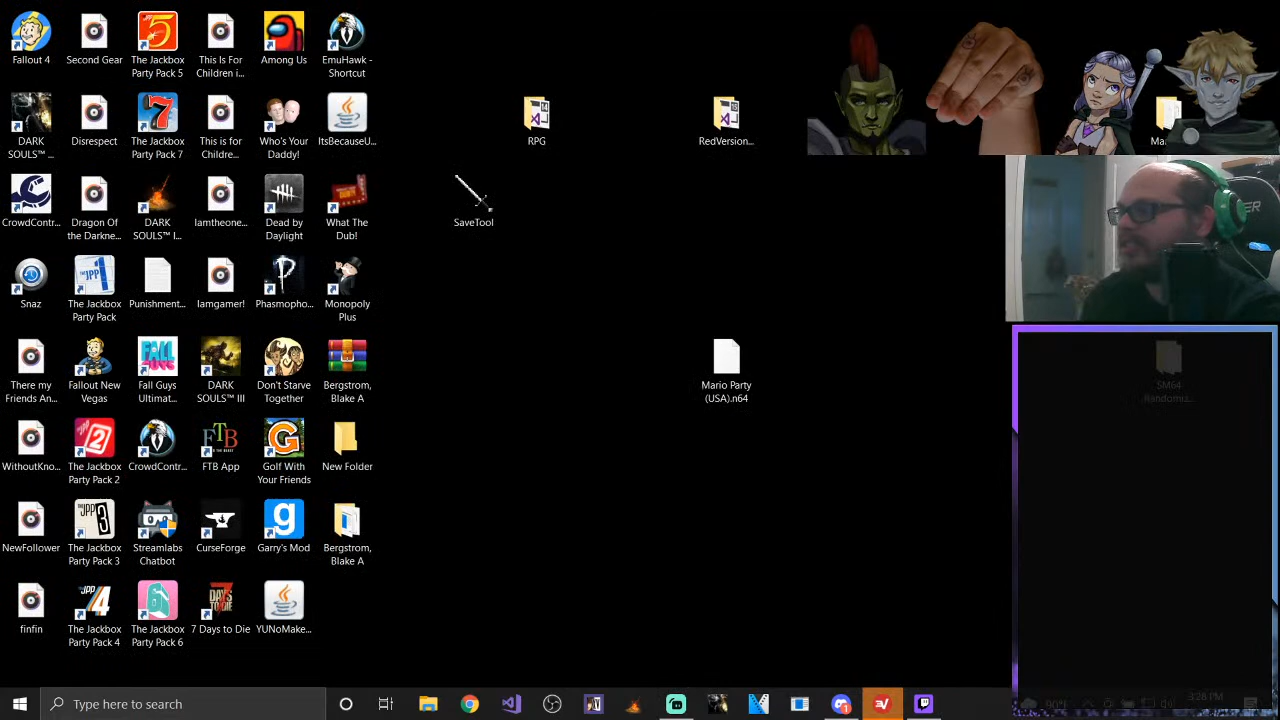 Fallout 4
Second Gear
The Jackbox
Party Pack 5
This Is For
Children i...
Among Us
EmuHawk -
Shortcut
DARK
SOULS™ ...
Disrespect
The Jackbox
Party Pack 7
This is for
Childre...
Who's Your
Daddy!
ItsBecauseU...
RPG
RedVersion...
CrowdContr...
Dragon Of
the Darkne...
DARK
SOULS™ I...
Iamtheone...
Dead by
Daylight
What The
Dub!
SaveTool
Snaz
The Jackbox
Party Pack
Punishment...
Iamgamer!
Phasmopho...
Monopoly
Plus
There my
Friends An...
Fallout New
Vegas
Fall Guys
Ultimat...
DARK
SOULS™ III
Don't Starve
Together
Bergstrom,
Blake A
Mario Party
(USA).n64
SM64
Randomiz...
WithoutKno...
The Jackbox
Party Pack 2
CrowdContr...
FTB App
Golf With
Your Friends
New Folder
NewFollower
The Jackbox
Party Pack 3
Streamlabs
Chatbot
CurseForge
Garry's Mod
Bergstrom,
Blake A
finfin
The Jackbox
Party Pack 4
The Jackbox
Party Pack 6
7 Days to Die
YUNoMake...
Type here to search
90°F
3:28 PM